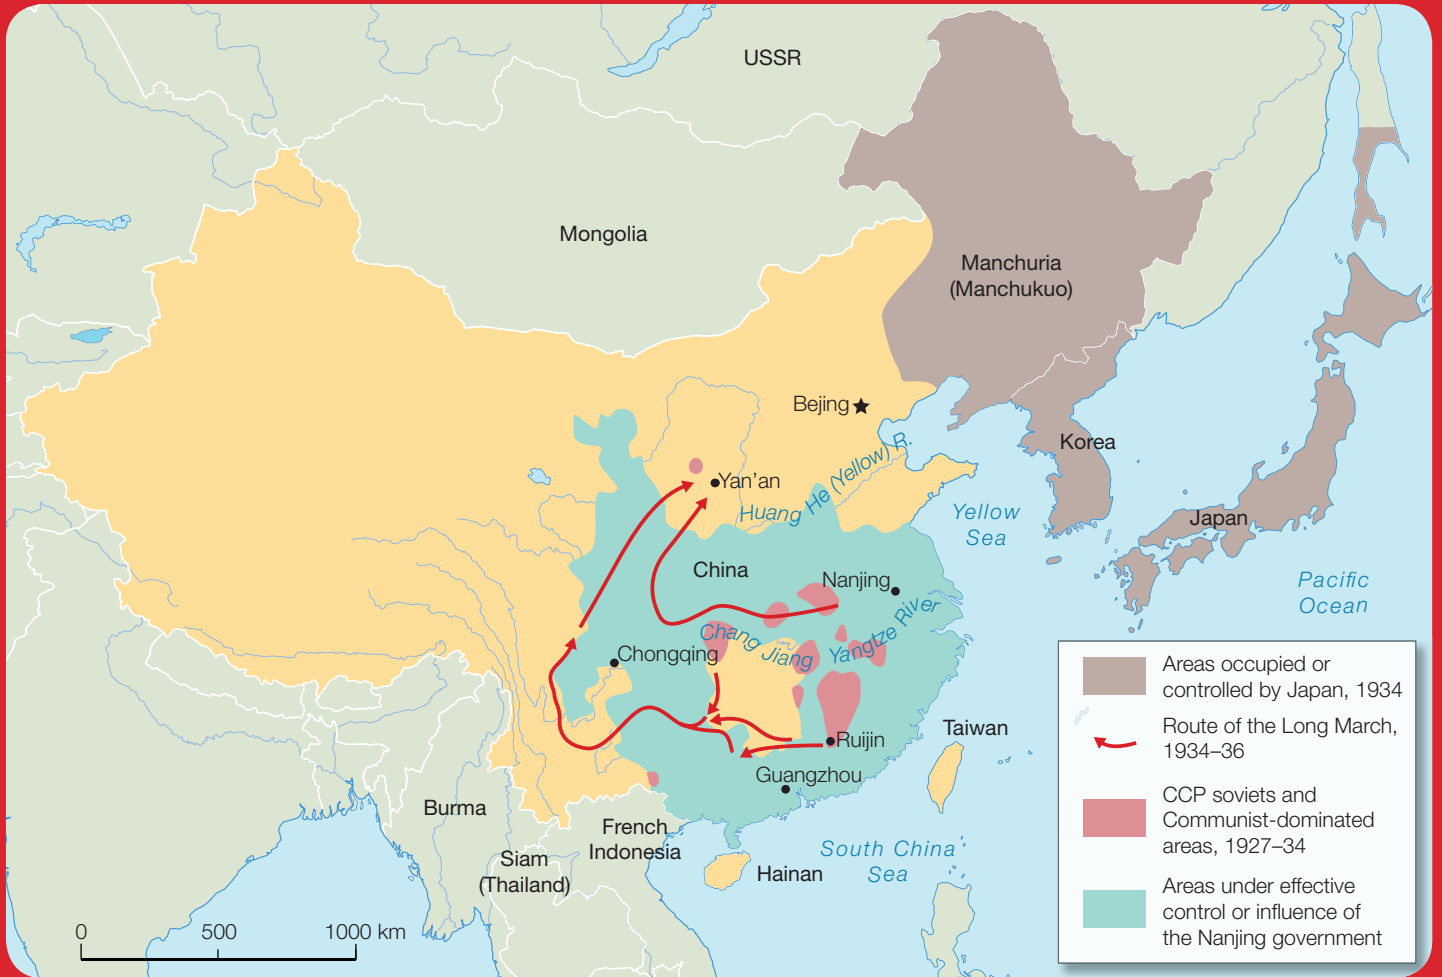 USSR
Mongolia
Manchuria
(Manchukuo)
Bejing
Korea
Yan'an
Huang He (Yellow) R.
Yellow
Sea
Japan
China
Nanjing
Pacific
Ocean
Chang Jiang
Yangtze River
Chongqing
Ruijin
Taiwan
Guangzhou
Burma
French
Indonesia
Siam
(Thailand)
Hainan
South China
Sea
0 500 1000 km
Areas occupied or
controlled by Japan, 1934
Route of the Long March,
1934–36
CCP soviets and
Communist-dominated
areas, 1927–34
Areas under effective
control or influence of
the Nanjing government